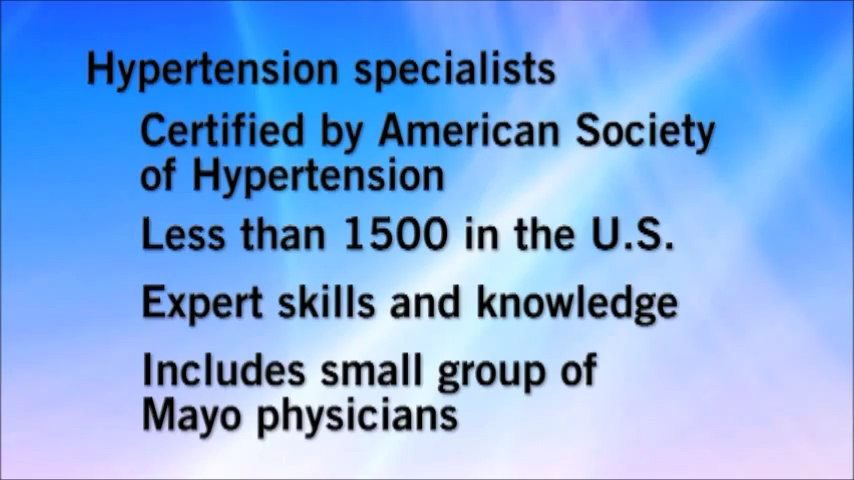 Hypertension specialists
Certified by American Society
of Hypertension
Less than 1500 in the U.S.
Expert skills and knowledge
Includes small group of
Mayo physicians